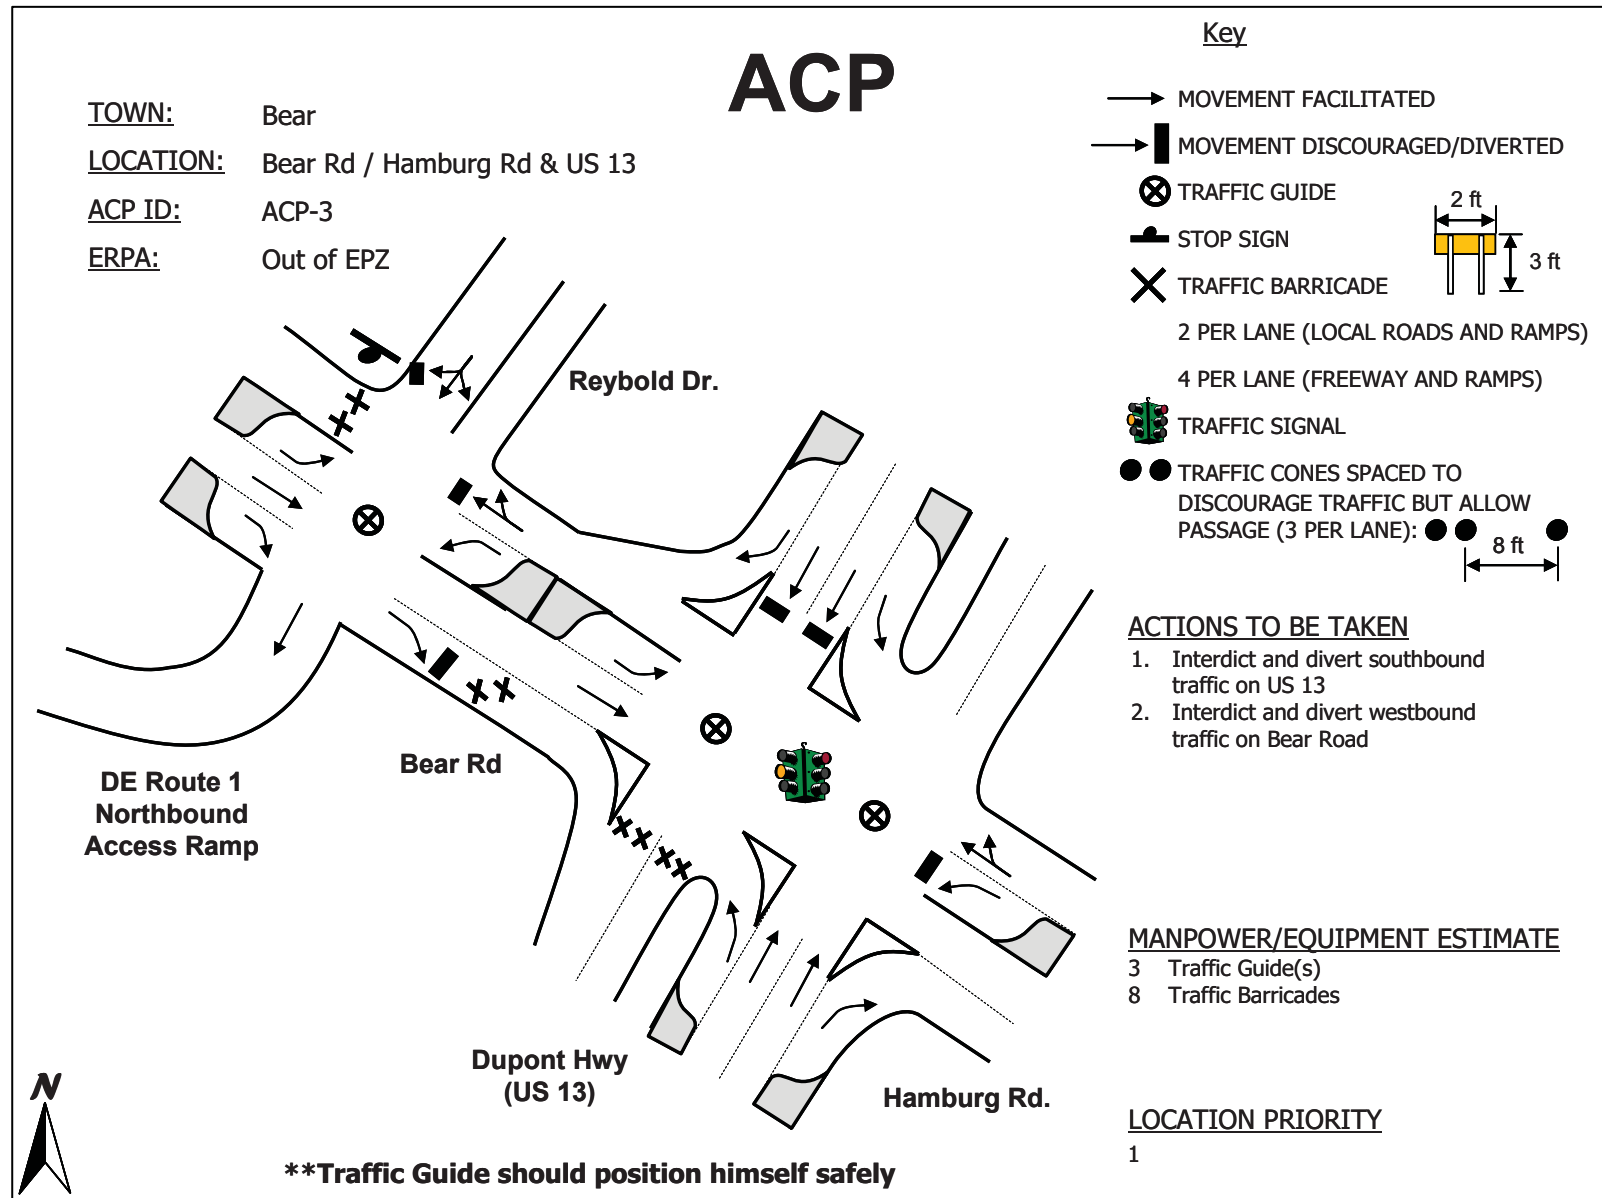 ACP
TOWN: Bear
LOCATION: Bear Rd / Hamburg Rd & US 13
ACP ID: ACP-3
ERPA: Out of EPZ
Key
MOVEMENT FACILITATED
MOVEMENT DISCOURAGED/DIVERTED
TRAFFIC GUIDE
STOP SIGN
TRAFFIC BARRICADE
2 ft
3 ft
2 PER LANE (LOCAL ROADS AND RAMPS)
4 PER LANE (FREEWAY AND RAMPS)
TRAFFIC SIGNAL
TRAFFIC CONES SPACED TO
DISCOURAGE TRAFFIC BUT ALLOW
PASSAGE (3 PER LANE):
8 ft
Reybold Dr.
Bear Rd
DE Route 1
Northbound
Access Ramp
Dupont Hwy
(US 13)
Hamburg Rd.
ACTIONS TO BE TAKEN
1. Interdict and divert southbound
traffic on US 13
2. Interdict and divert westbound
traffic on Bear Road
MANPOWER/EQUIPMENT ESTIMATE
3 Traffic Guide(s)
8 Traffic Barricades
LOCATION PRIORITY
1
N
**Traffic Guide should position himself safely